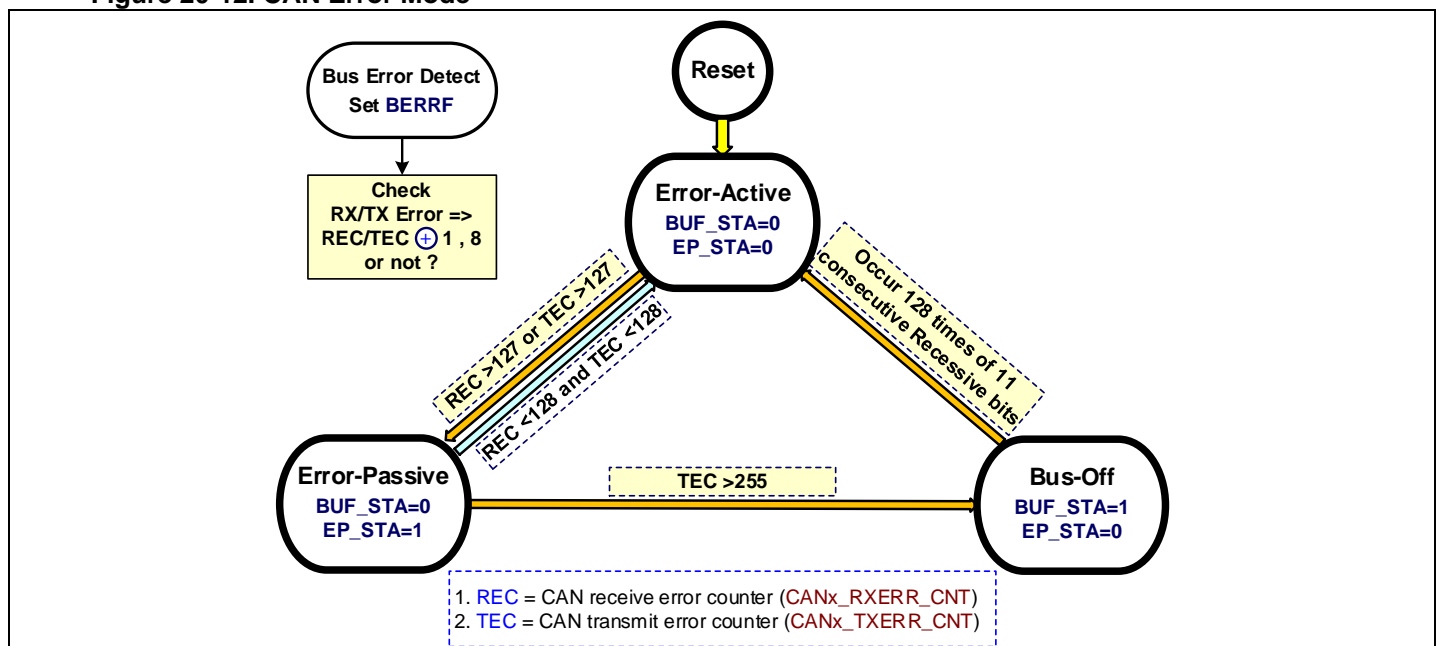 Figure 20-12. CAN Error Mode
Bus Error Detect
Set BERRF
Check
RX/TX Error =>
REC/TEC + 1 , 8
or not ?
Reset
Error-Active
BUF_STA=0
EP_STA=0
REC >127 or TEC >127
REC <128 and TEC <128
Occur 128 times of 11
consecutive Recessive bits
Error-Passive
BUF_STA=0
EP_STA=1
TEC >255
Bus-Off
BUF_STA=1
EP_STA=0
1. REC = CAN receive error counter (CANx_RXERR_CNT)
2. TEC = CAN transmit error counter (CANx_TXERR_CNT)